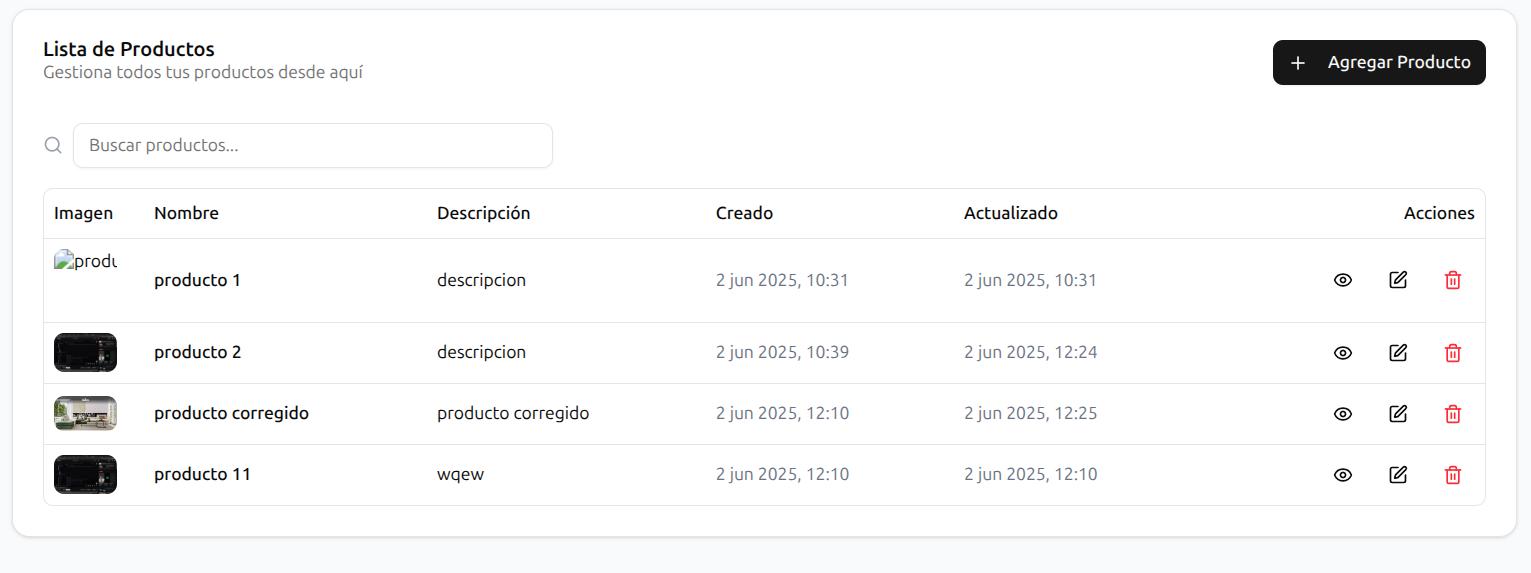 Lista de Productos
Gestiona todos tus productos desde aquí
Agregar Producto
Buscar productos...
Imagen Nombre Descripción Creado Actualizado Acciones
produ producto 1 descripcion 2 jun 2025, 10:31 2 jun 2025, 10:31
producto 2 descripcion 2 jun 2025, 10:39 2 jun 2025, 12:24
producto corregido producto corregido 2 jun 2025, 12:10 2 jun 2025, 12:25
producto 11 wqew 2 jun 2025, 12:10 2 jun 2025, 12:10